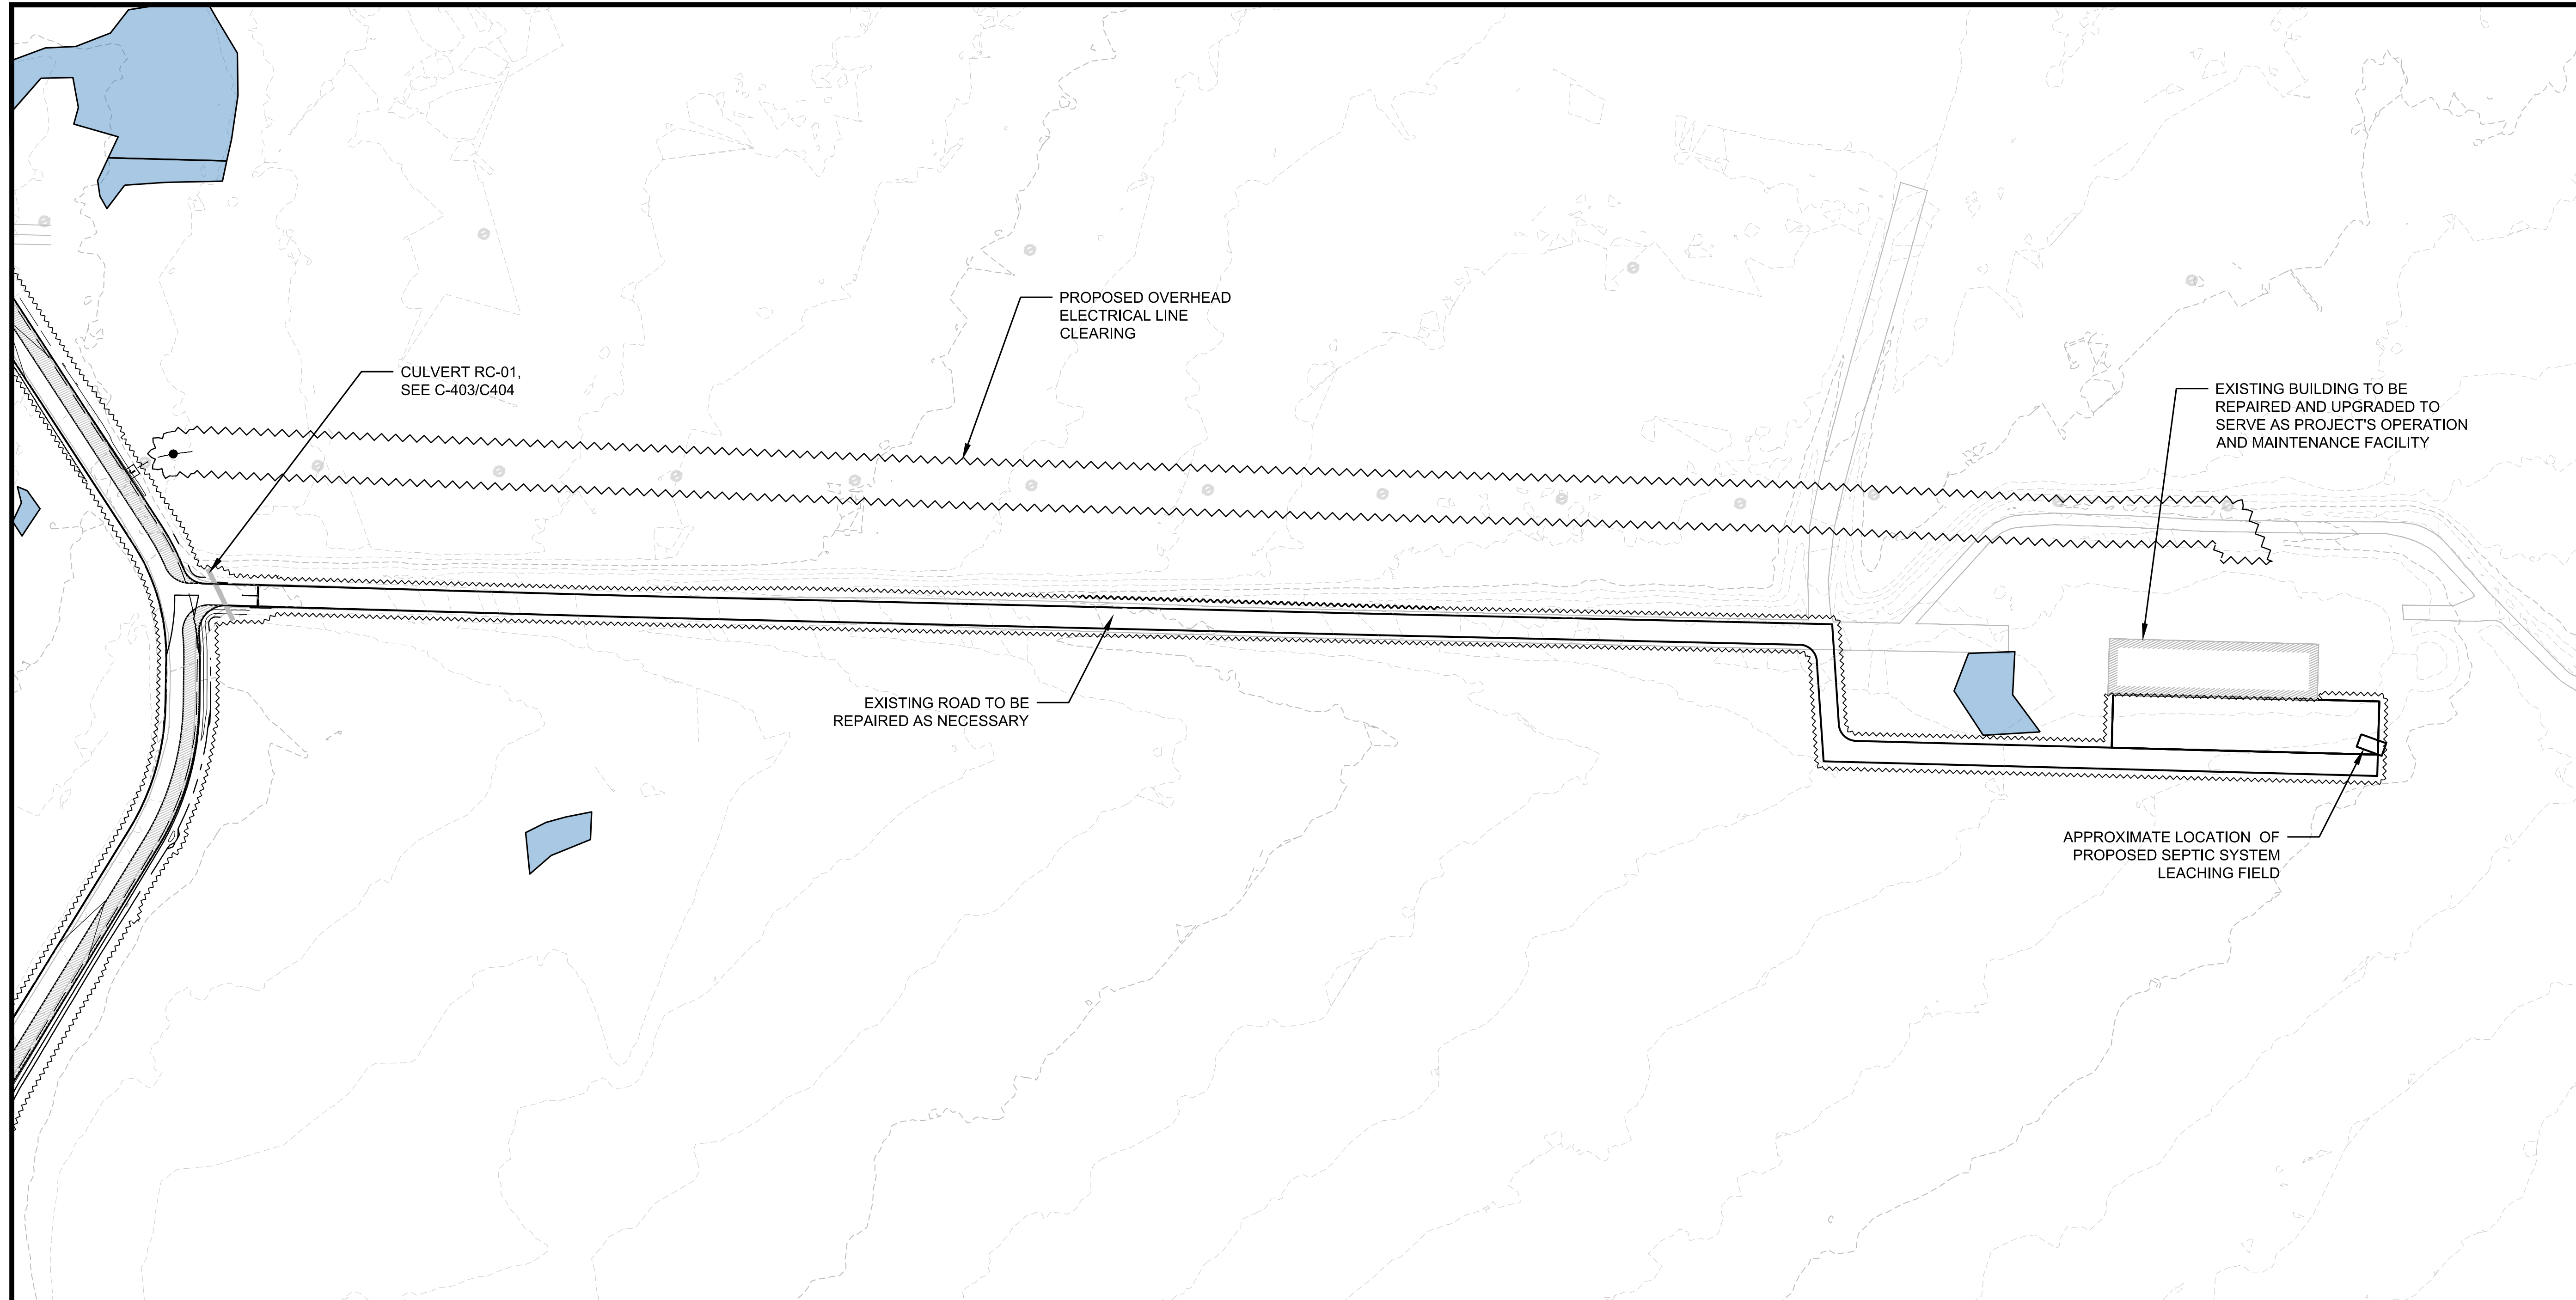 PROPOSED OVERHEAD
ELECTRICAL LINE
CLEARING
CULVERT RC-01,
SEE C-403/C404
EXISTING BUILDING TO BE
REPAIRED AND UPGRADED TO
SERVE AS PROJECT'S OPERATION
AND MAINTENANCE FACILITY
EXISTING ROAD TO BE
REPAIRED AS NECESSARY
APPROXIMATE LOCATION OF
PROPOSED SEPTIC SYSTEM
LEACHING FIELD